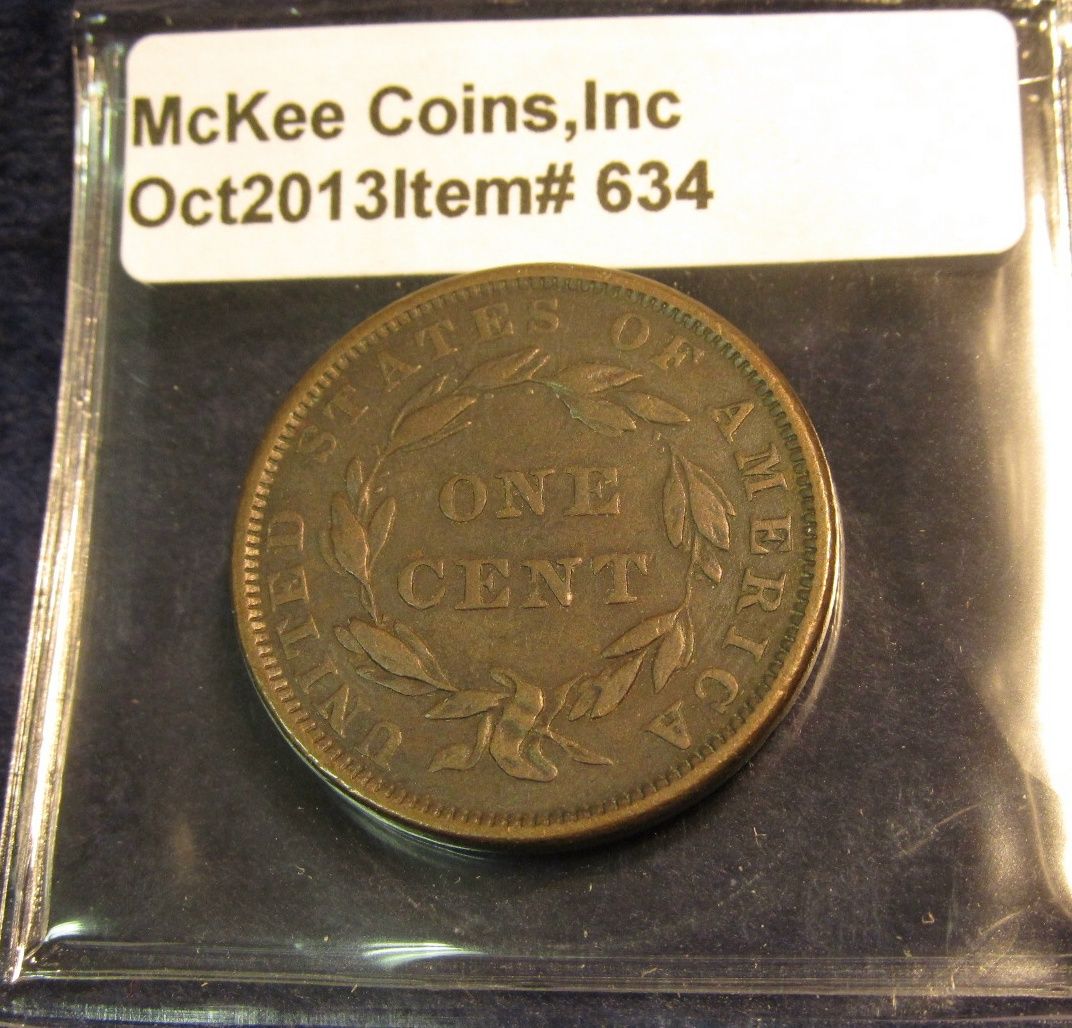 McKee Coins,Inc
Oct2013Item# 634
UNITED STATES OF AMERICA
ONE
CENT